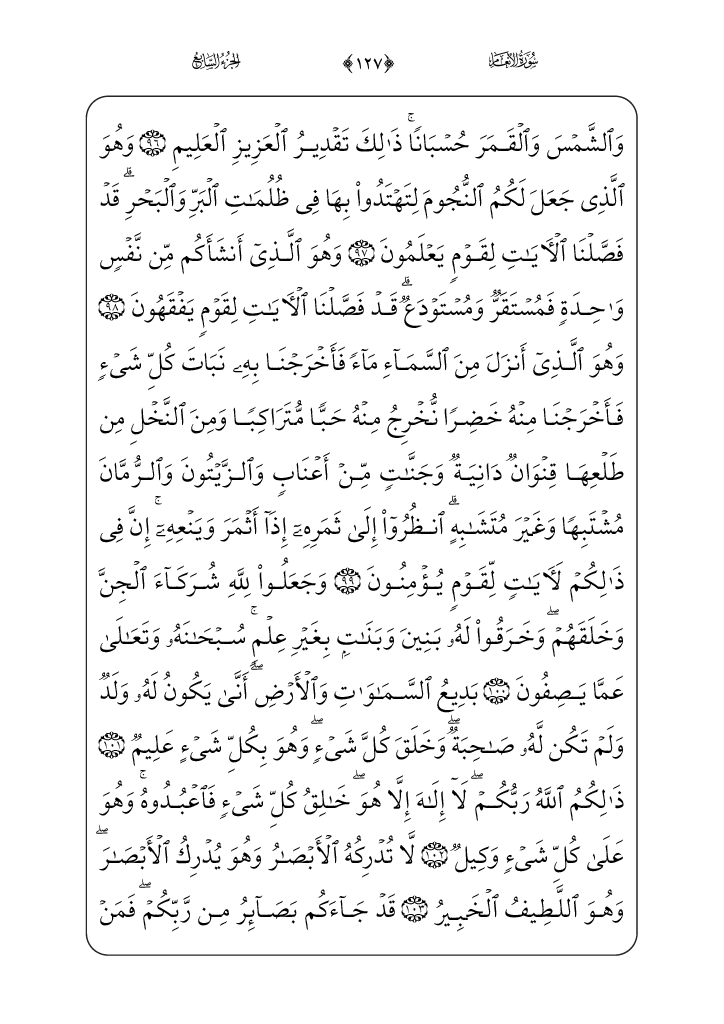 سُورَةُ الأَنْعَام ﴿١٢٧﴾ الجُزْءُ السَّابِعُ
وَٱلشَّمْسَ وَٱلْقَمَرَ حُسْبَانًاۚ ذَٰلِكَ تَقْدِيرُ ٱلْعَزِيزِ ٱلْعَلِيمِ ۝٩٦ وَهُوَ
ٱلَّذِى جَعَلَ لَكُمُ ٱلنُّجُومَ لِتَهْتَدُوا۟ بِهَا فِى ظُلُمَٰتِ ٱلْبَرِّ وَٱلْبَحْرِۗ قَدْ
فَصَّلْنَا ٱلْـَٔايَٰتِ لِقَوْمٍ يَعْلَمُونَ ۝٩٧ وَهُوَ ٱلَّذِىٓ أَنشَأَكُم مِّن نَّفْسٍ
وَٰحِدَةٍ فَمُسْتَقَرٌّ وَمُسْتَوْدَعٌۗ قَدْ فَصَّلْنَا ٱلْـَٔايَٰتِ لِقَوْمٍ يَفْقَهُونَ ۝٩٨
وَهُوَ ٱلَّذِىٓ أَنزَلَ مِنَ ٱلسَّمَآءِ مَآءً فَأَخْرَجْنَا بِهِۦ نَبَاتَ كُلِّ شَىْءٍ
فَأَخْرَجْنَا مِنْهُ خَضِرًا نُّخْرِجُ مِنْهُ حَبًّا مُّتَرَاكِبًا وَمِنَ ٱلنَّخْلِ مِن
طَلْعِهَا قِنْوَانٌ دَانِيَةٌ وَجَنَّٰتٍ مِّنْ أَعْنَابٍ وَٱلزَّيْتُونَ وَٱلرُّمَّانَ
مُشْتَبِهًا وَغَيْرَ مُتَشَٰبِهٍۗ ٱنظُرُوٓا۟ إِلَىٰ ثَمَرِهِۦٓ إِذَآ أَثْمَرَ وَيَنْعِهِۦٓۚ إِنَّ فِى
ذَٰلِكُمْ لَـَٔايَٰتٍ لِّقَوْمٍ يُؤْمِنُونَ ۝٩٩ وَجَعَلُوا۟ لِلَّهِ شُرَكَآءَ ٱلْجِنَّ
وَخَلَقَهُمْۖ وَخَرَقُوا۟ لَهُۥ بَنِينَ وَبَنَٰتٍۭ بِغَيْرِ عِلْمٍۚ سُبْحَٰنَهُۥ وَتَعَٰلَىٰ
عَمَّا يَصِفُونَ ۝١٠٠ بَدِيعُ ٱلسَّمَٰوَٰتِ وَٱلْأَرْضِۖ أَنَّىٰ يَكُونُ لَهُۥ وَلَدٌ
وَلَمْ تَكُن لَّهُۥ صَٰحِبَةٌۖ وَخَلَقَ كُلَّ شَىْءٍۖ وَهُوَ بِكُلِّ شَىْءٍ عَلِيمٌ ۝١٠١
ذَٰلِكُمُ ٱللَّهُ رَبُّكُمْۖ لَآ إِلَٰهَ إِلَّا هُوَۖ خَٰلِقُ كُلِّ شَىْءٍ فَٱعْبُدُوهُۚ وَهُوَ
عَلَىٰ كُلِّ شَىْءٍ وَكِيلٌ ۝١٠٢ لَّا تُدْرِكُهُ ٱلْأَبْصَٰرُ وَهُوَ يُدْرِكُ ٱلْأَبْصَٰرَۖ
وَهُوَ ٱللَّطِيفُ ٱلْخَبِيرُ ۝١٠٣ قَدْ جَآءَكُم بَصَآئِرُ مِن رَّبِّكُمْۖ فَمَنْ